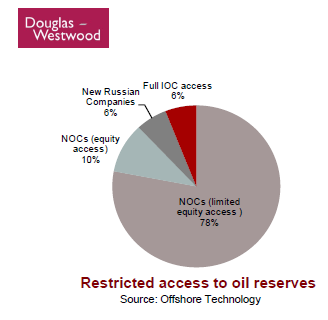 Douglas –
Westwood
Full IOC access
6%
New Russian
Companies
6%
NOCs (equity
access)
10%
NOCs (limited
equity access )
78%
Restricted access to oil reserves
Source: Offshore Technology